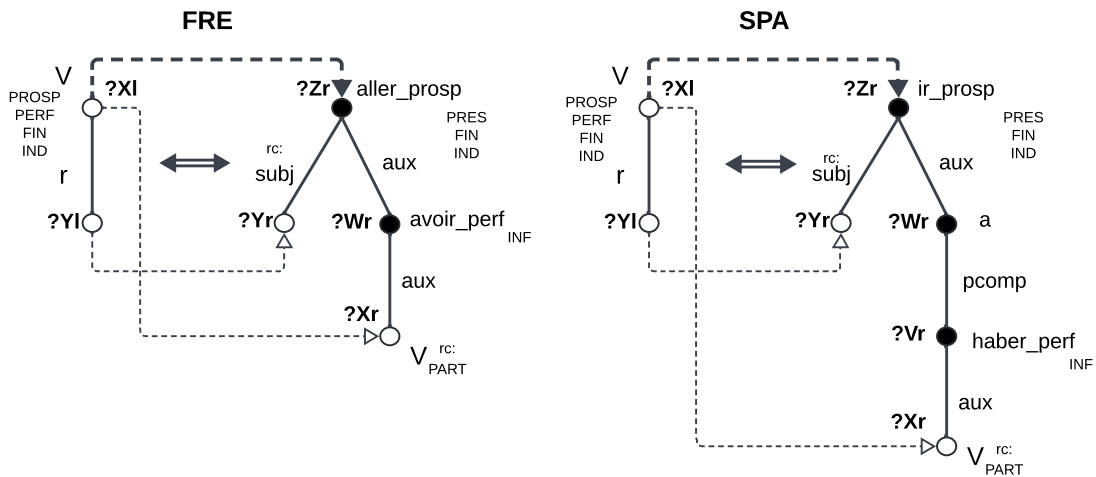 FRE
V
?Xl
PROSP
PERF
FIN
IND
r
?Yl
?Zr
aller_prosp
PRES
FIN
IND
rc:
subj
aux
?Yr
?Wr
avoir_perf
INF
aux
?Xr
V
rc:
PART
SPA
V
?Xl
PROSP
PERF
FIN
IND
r
?Yl
?Zr
ir_prosp
PRES
FIN
IND
rc:
subj
aux
?Yr
?Wr
a
pcomp
?Vr
haber_perf
INF
aux
?Xr
V
rc:
PART